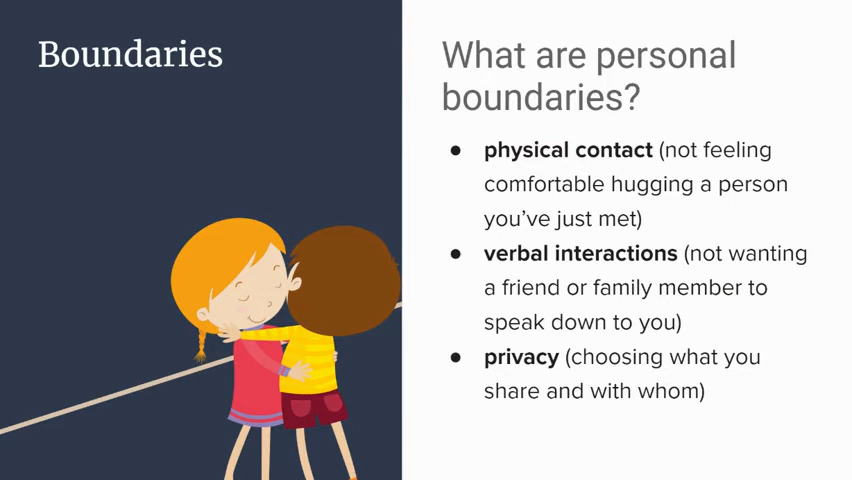 Boundaries
What are personal
boundaries?
● physical contact (not feeling
comfortable hugging a person
you’ve just met)
● verbal interactions (not wanting
a friend or family member to
speak down to you)
● privacy (choosing what you
share and with whom)